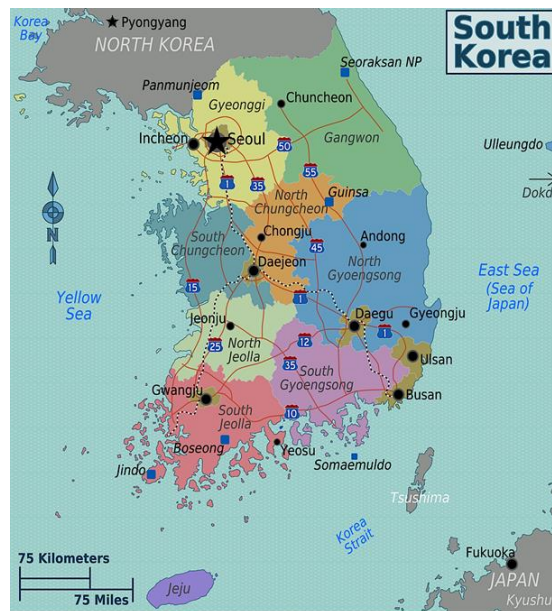 Korea
Bay
Pyongyang
NORTH KOREA
South
Korea
Seoraksan NP
Panmunjeom
Gyeonggi
Chuncheon
Incheon
Seoul
Gangwon
50
Ulleungdo
55
1
35
Dokd
North
Chungcheon
Guinsa
South
Chungcheon
Chongju
45
Andong
Daejeon
North
Gyoengsong
East Sea
(Sea of
Japan)
Yellow
Sea
15
1
Jeonju
Daegu
Gyeongju
1
25
North
Jeolla
12
35
South
Gyoengsong
Ulsan
Gwangju
Busan
South
Jeolla
10
Boseong
Yeosu
Somaemuldo
Jindo
Tsushima
Korea
Strait
75 Kilometers
75 Miles
Jeju
Fukuoka
JAPAN
Kyushu
N